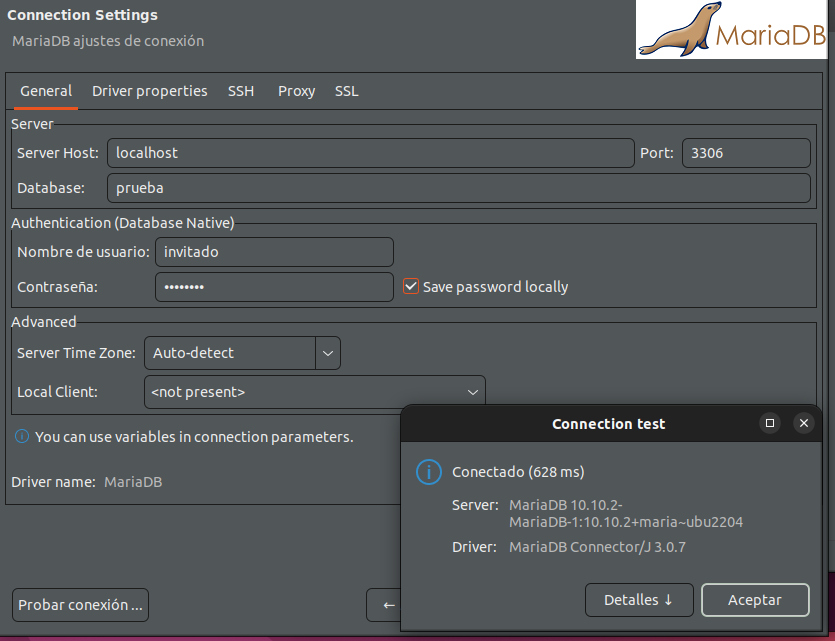 Connection Settings
MariaDB ajustes de conexión
MariaDB
General Driver properties SSH Proxy SSL
Server
Server Host: localhost Port: 3306
Database: prueba
Authentication (Database Native)
Nombre de usuario: invitado
Contraseña: ••••••••
Save password locally
Advanced
Server Time Zone: Auto-detect
Local Client: <not present>
You can use variables in connection parameters.
Driver name: MariaDB
Probar conexión ...
←
Connection test
Conectado (628 ms)
Server: MariaDB 10.10.2-
MariaDB-1:10.10.2+maria~ubu2204
Driver: MariaDB Connector/J 3.0.7
Detalles ↓
Aceptar